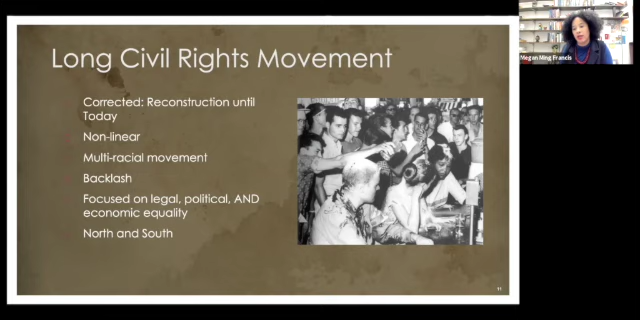 Long Civil Rights Movement
Megan Ming Francis
Corrected: Reconstruction until
Today
Non-linear
Multi-racial movement
Backlash
Focused on legal, political, AND
economic equality
North and South